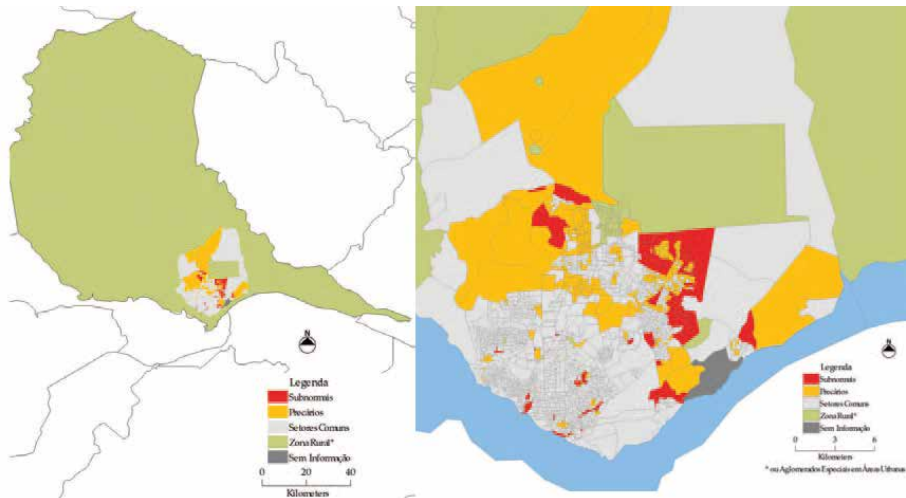 N
Legenda
Subnormais
Precários
Setores Comuns
Zona Rural*
Sem Informação
0 20 40
Kilometers
N
Legenda
Subnormais
Precários
Setores Comuns
Zona Rural*
Sem Informação
0 3 6
Kilometers
* ou Aglomerados Especiais em Áreas Urbanas